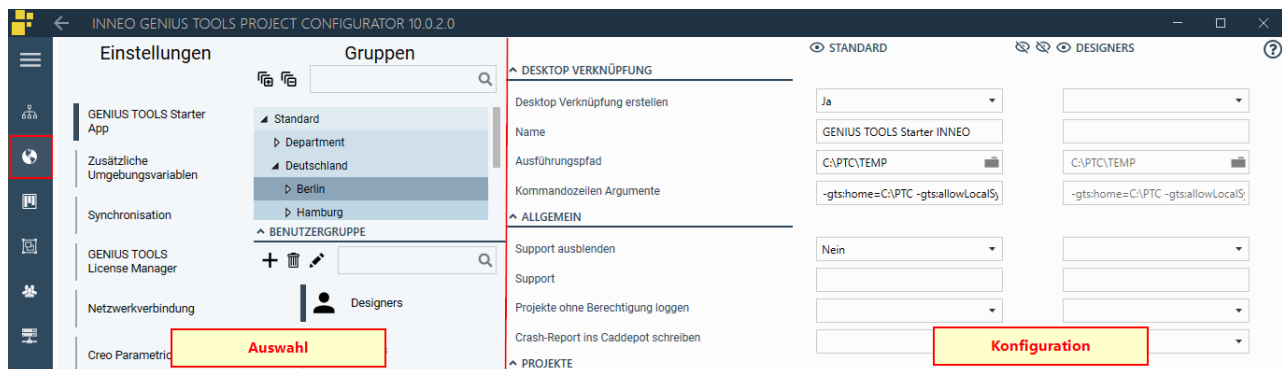 INNEO GENIUS TOOLS PROJECT CONFIGURATOR 10.0.2.0
Einstellungen
GENIUS TOOLS Starter
App
Zusätzliche
Umgebungsvariablen
Synchronisation
GENIUS TOOLS
License Manager
Netzwerkverbindung
Creo Parametric
Gruppen
Standard
Department
Deutschland
Berlin
Hamburg
BENUTZERGRUPPE
Designers
Auswahl
STANDARD
DESIGNERS
DESKTOP VERKNÜPFUNG
Desktop Verknüpfung erstellen
Ja
Name
GENIUS TOOLS Starter INNEO
Ausführungspfad
C:\PTC\TEMP
C:\PTC\TEMP
Kommandozeilen Argumente
-gts:home=C:\PTC -gts:allowLocalSy
-gts:home=C:\PTC -gts:allowLocalS
ALLGEMEIN
Support ausblenden
Nein
Support
Projekte ohne Berechtigung loggen
Crash-Report ins Caddepot schreiben
Konfiguration
PROJEKTE